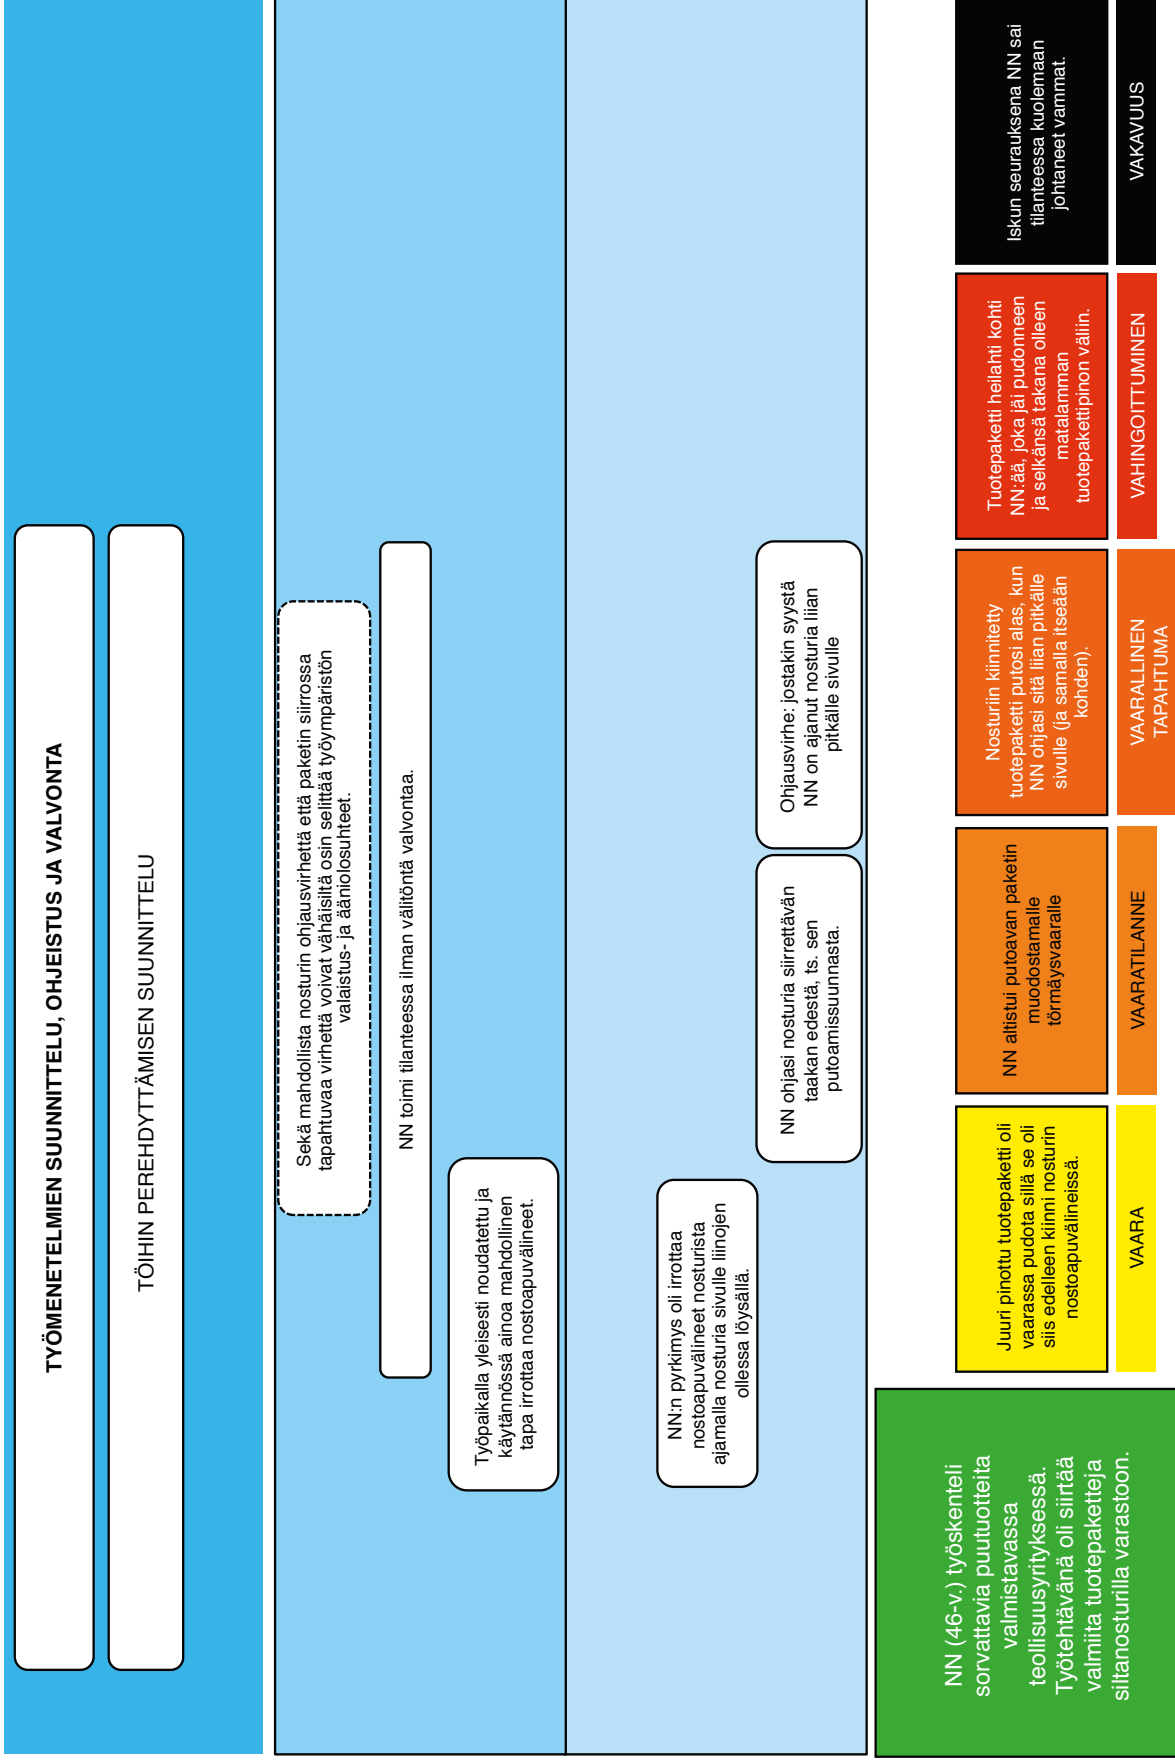 TYÖMENETELMIEN SUUNNITTELU, OHJEISTUS JA VALVONTA
TÖIHIN PEREHDYTTÄMISEN SUUNNITTELU
Sekä mahdollista nosturin ohjausvirhettä että paketin siirrossa
tapahtuvaa virhettä voivat vähäisiltä osin selittää työympäristön
valaistus- ja ääniolosuhteet.
NN toimi tilanteessa ilman välitöntä valvontaa.
Työpaikalla yleisesti noudatettu ja
käytännössä ainoa mahdollinen
tapa irrottaa nostoapuvälineet.
NN:n pyrkimys oli irrottaa
nostoapuvälineet nosturista
ajamalla nosturia sivulle liinojen
ollessa löysällä.
NN ohjasi nosturia siirrettävän
taakan edestä, ts. sen
putoamissuunnasta.
Ohjausvirhe: jostakin syystä
NN on ajanut nosturia liian
pitkälle sivulle
NN (46-v.) työskenteli
sorvattavia puutuotteita
valmistavassa
teollisuusyrityksessä.
Työtehtävänä oli siirtää
valmiita tuotepaketteja
siltanosturilla varastoon.
Juuri pinottu tuotepaketti oli
vaarassa pudota sillä se oli
siis edelleen kiinni nosturin
nostoapuvälineissä.
VAARA
NN altistui putoavan paketin
muodostamalle
törmäysvaaralle
VAARATILANNE
Nosturiin kiinnitetty
tuotepaketti putosi alas, kun
NN ohjasi sitä liian pitkälle
sivulle (ja samalla itseään
kohden).
VAARALLINEN
TAPAHTUMA
Tuotepaketti heilahti kohti
NN:ää, joka jäi pudonneen
ja selkänsä takana olleen
matalamman
tuotepakettipinon väliin.
VAHINGOITTUMINEN
Iskun seurauksena NN sai
tilanteessa kuolemaan
johtaneet vammat.
VAKAVUUS